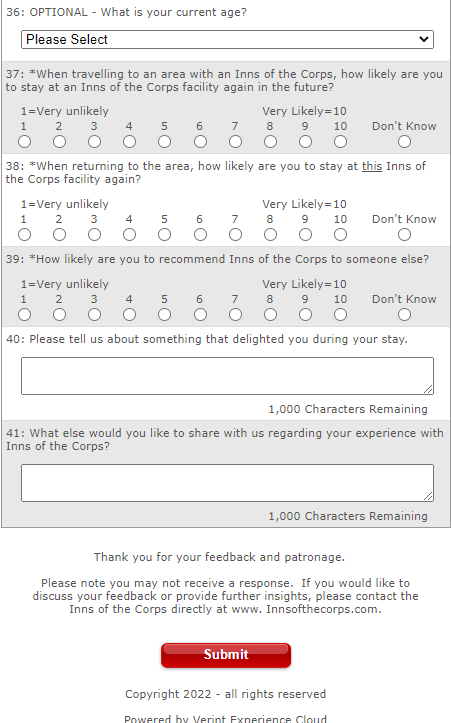 36: OPTIONAL - What is your current age?
Please Select
37: *When travelling to an area with an Inns of the Corps, how likely are you
to stay at an Inns of the Corps facility again in the future?
1=Very unlikely Very Likely=10
1 2 3 4 5 6 7 8 9 10 Don't Know
38: *When returning to the area, how likely are you to stay at this Inns of
the Corps facility again?
1=Very unlikely Very Likely=10
1 2 3 4 5 6 7 8 9 10 Don't Know
39: *How likely are you to recommend Inns of the Corps to someone else?
1=Very unlikely Very Likely=10
1 2 3 4 5 6 7 8 9 10 Don't Know
40: Please tell us about something that delighted you during your stay.
1,000 Characters Remaining
41: What else would you like to share with us regarding your experience with
Inns of the Corps?
1,000 Characters Remaining
Thank you for your feedback and patronage.
Please note you may not receive a response. If you would like to
discuss your feedback or provide further insights, please contact the
Inns of the Corps directly at www. Innsofthecorps.com.
Submit
Copyright 2022 - all rights reserved
Powered by Verint Experience Cloud